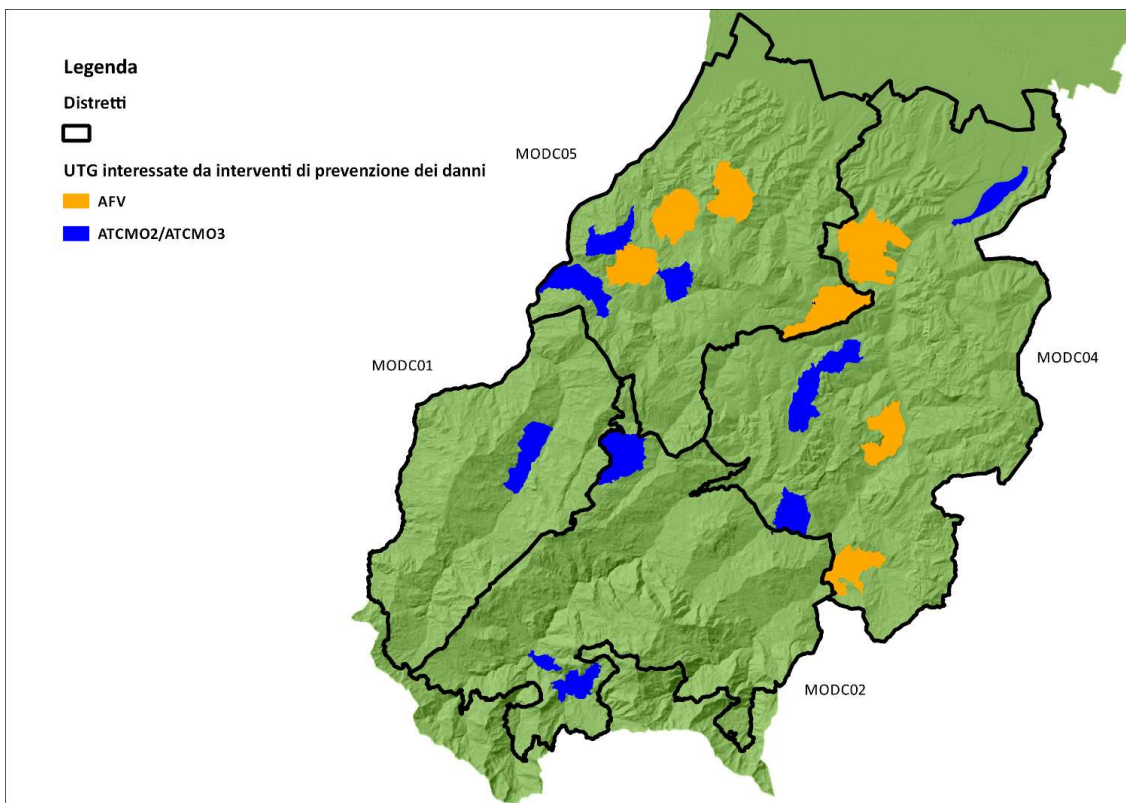 Legenda
Distretti
UTG interessate da interventi di prevenzione dei danni
AFV
ATCMO2/ATCMO3
MODC05
MODC01
MODC04
MODC02